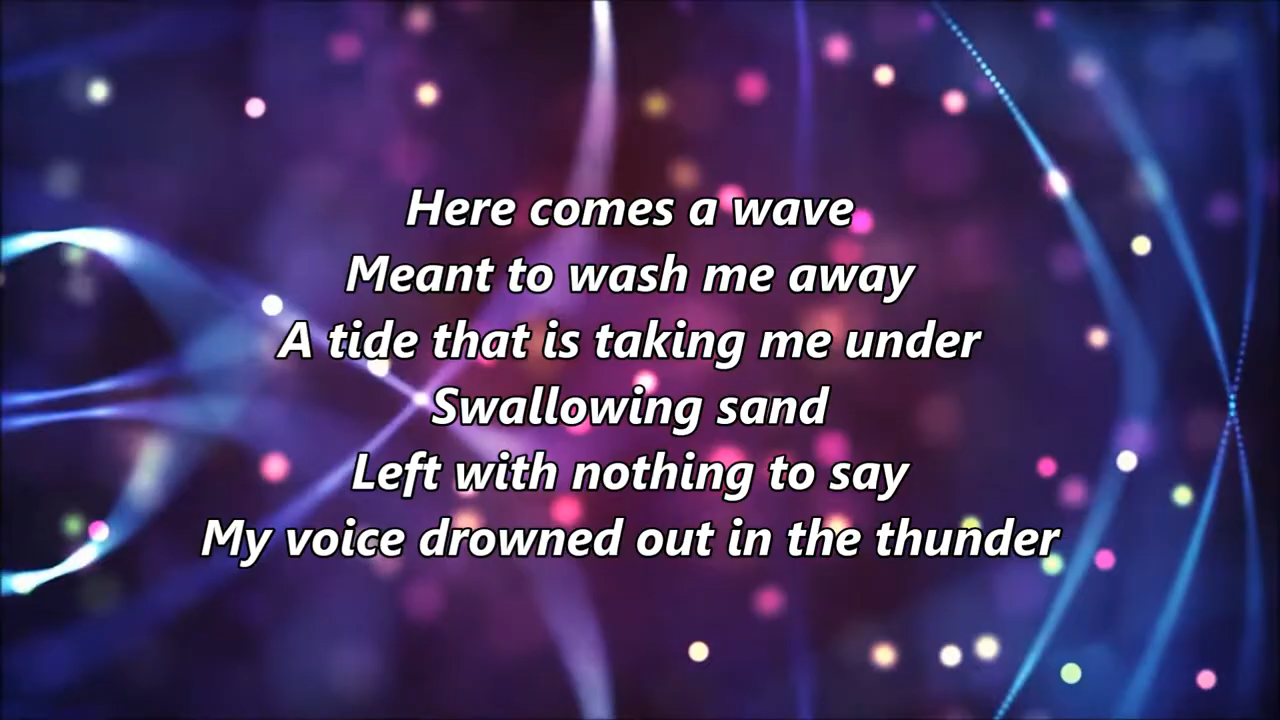 Here comes a wave
Meant to wash me away
A tide that is taking me under
Swallowing sand
Left with nothing to say
My voice drowned out in the thunder